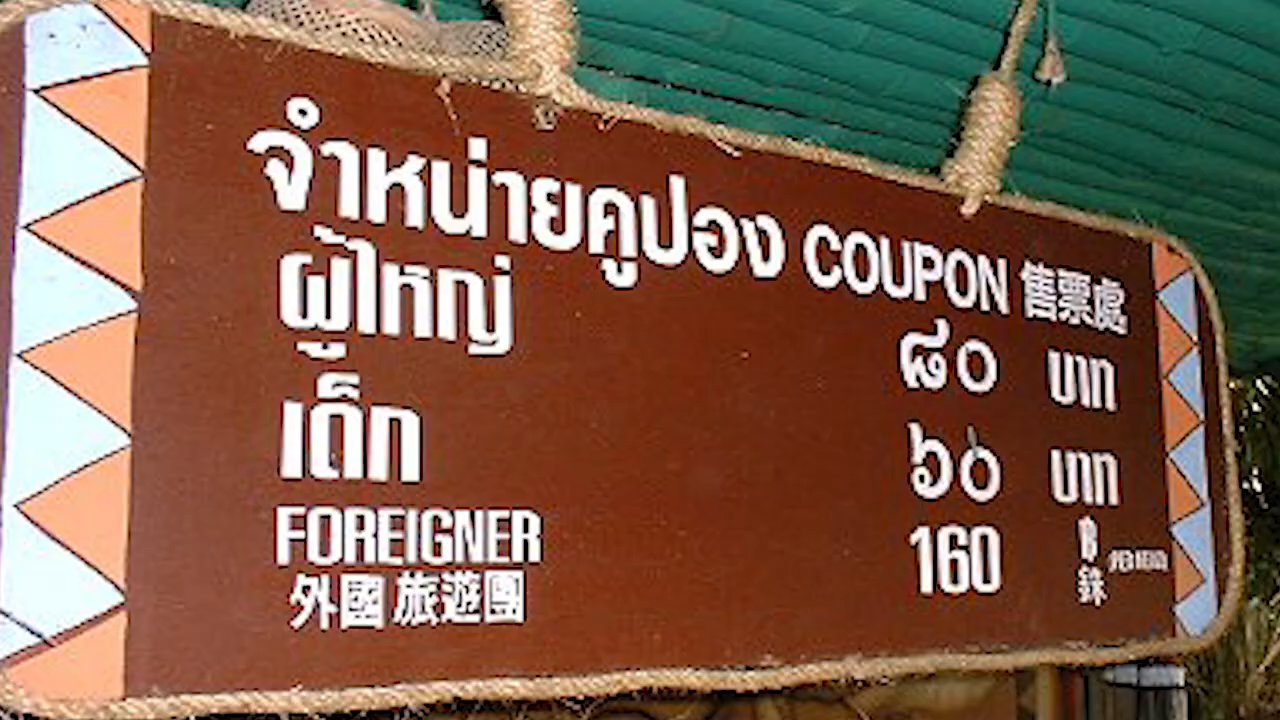 จำหน่ายคูปอง COUPON 售票處
ผู้ใหญ่ ๘๐ บาท
เด็ก ๖๐ บาท
FOREIGNER 160 ฿
外國旅遊團 銖